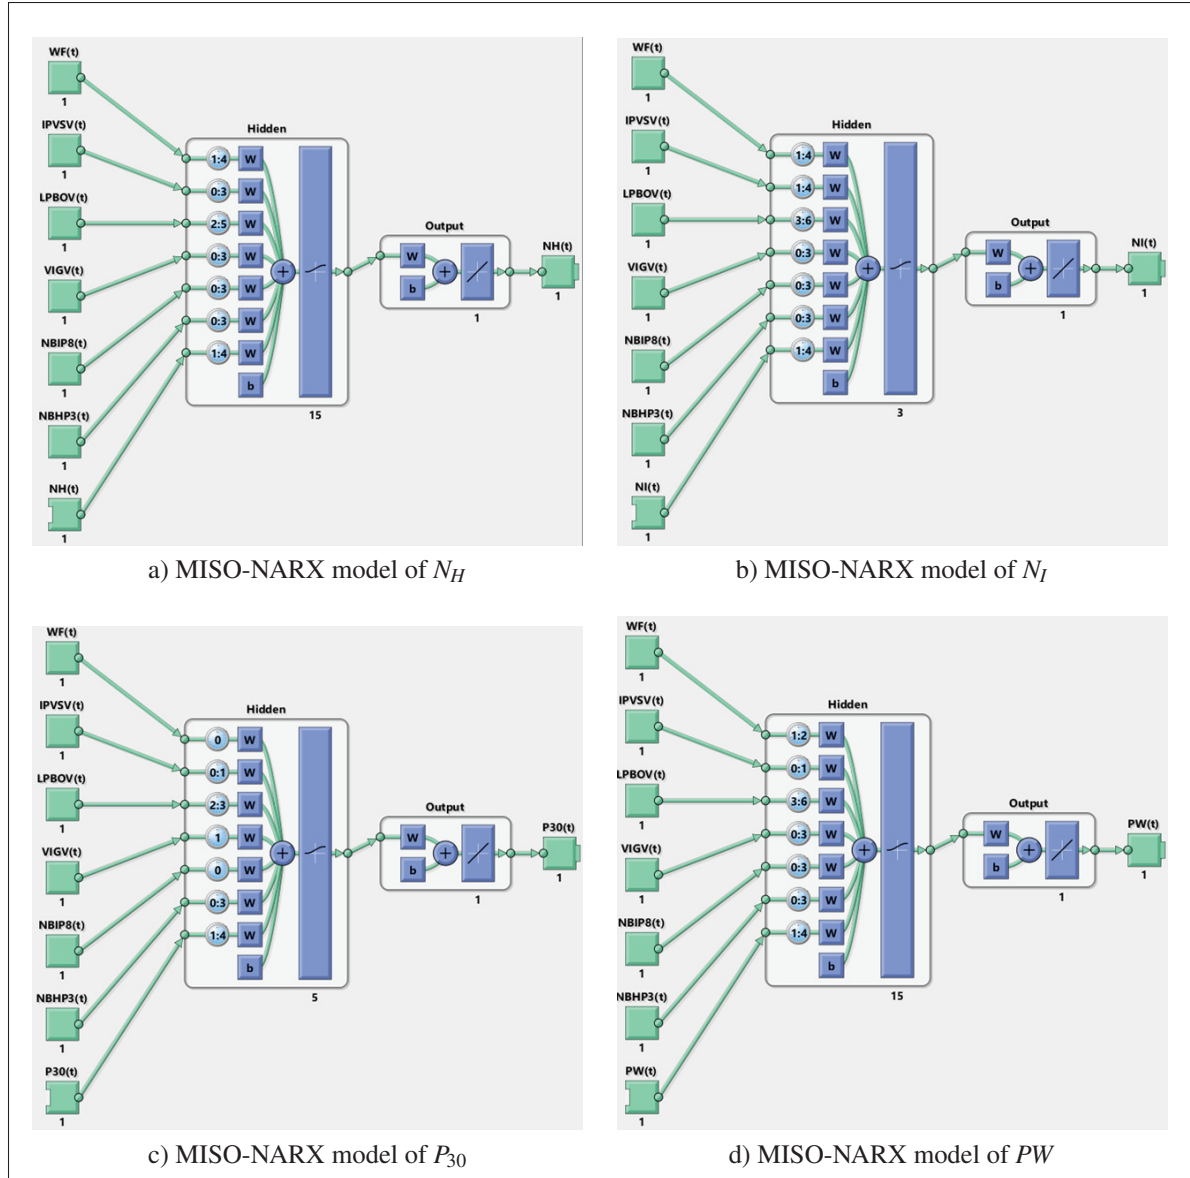 WF(t)
1
IPVSV(t)
1
LPBOV(t)
1
VIGV(t)
1
NBIP8(t)
1
NBHP3(t)
1
NH(t)
1
Hidden
1:4 W
0:3 W
2:5 W
0:3 W
0:3 W
0:3 W
1:4 W
b
+
15
Output
W
b
+
1
NH(t)
1
a) MISO-NARX model of N_H
WF(t)
1
IPVSV(t)
1
LPBOV(t)
1
VIGV(t)
1
NBIP8(t)
1
NBHP3(t)
1
NI(t)
1
Hidden
1:4 W
1:4 W
3:6 W
0:3 W
0:3 W
0:3 W
1:4 W
b
+
3
Output
W
b
+
1
NI(t)
1
b) MISO-NARX model of N_I
WF(t)
1
IPVSV(t)
1
LPBOV(t)
1
VIGV(t)
1
NBIP8(t)
1
NBHP3(t)
1
P30(t)
1
Hidden
0 W
0:1 W
2:3 W
1 W
0 W
0:3 W
1:4 W
b
+
5
Output
W
b
+
1
P30(t)
1
c) MISO-NARX model of P_30
WF(t)
1
IPVSV(t)
1
LPBOV(t)
1
VIGV(t)
1
NBIP8(t)
1
NBHP3(t)
1
PW(t)
1
Hidden
1:2 W
0:1 W
3:6 W
0:3 W
0:3 W
0:3 W
1:4 W
b
+
15
Output
W
b
+
1
PW(t)
1
d) MISO-NARX model of PW